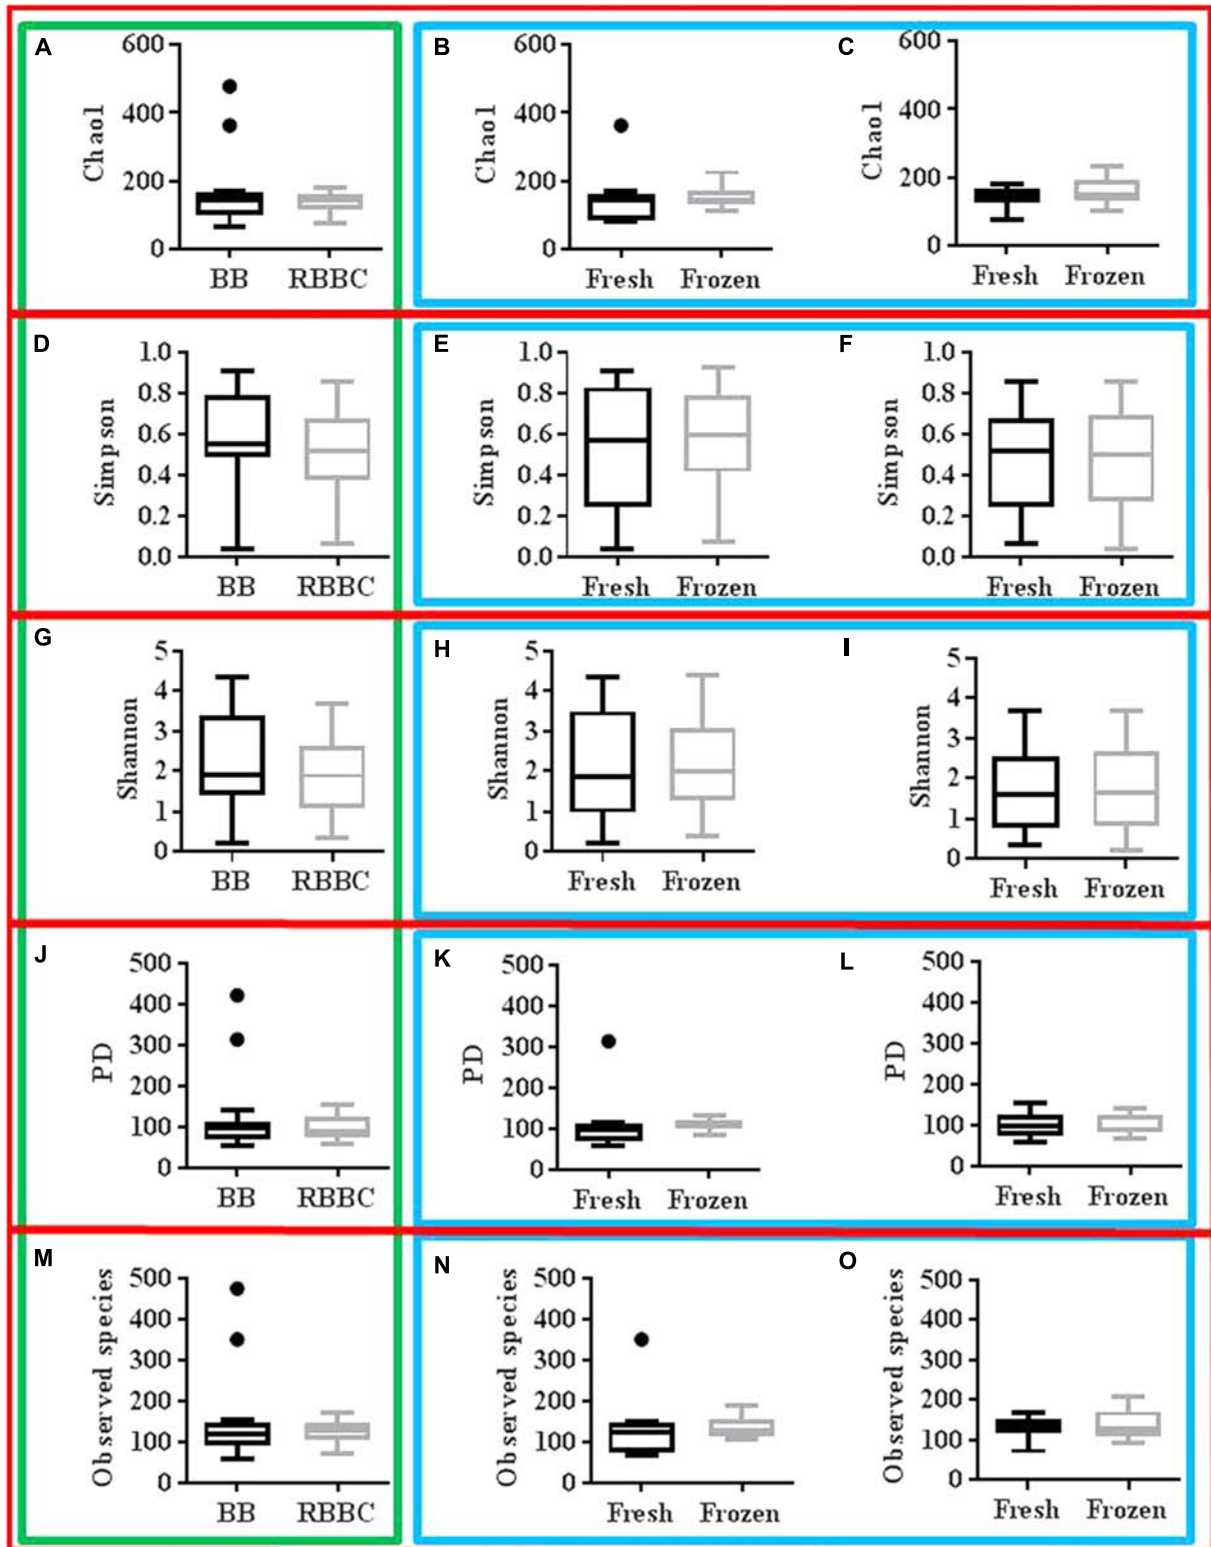 A
Chao1
600
400
200
0
BB RBBC
B
Chao1
600
400
200
0
Fresh Frozen
C
Chao1
600
400
200
0
Fresh Frozen
D
Simpson
1.0
0.8
0.6
0.4
0.2
0.0
BB RBBC
E
Simpson
1.0
0.8
0.6
0.4
0.2
0.0
Fresh Frozen
F
Simpson
1.0
0.8
0.6
0.4
0.2
0.0
Fresh Frozen
G
Shannon
5
4
3
2
1
0
BB RBBC
H
Shannon
5
4
3
2
1
0
Fresh Frozen
I
Shannon
5
4
3
2
1
0
Fresh Frozen
J
PD
500
400
300
200
100
0
BB RBBC
K
PD
500
400
300
200
100
0
Fresh Frozen
L
PD
500
400
300
200
100
0
Fresh Frozen
M
Observed species
500
400
300
200
100
0
BB RBBC
N
Observed species
500
400
300
200
100
0
Fresh Frozen
O
Observed species
500
400
300
200
100
0
Fresh Frozen